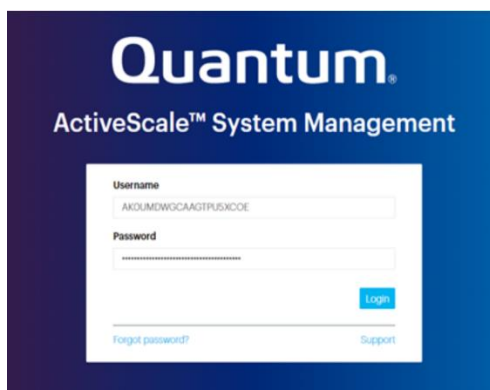 Quantum®
ActiveScale™ System Management
Username
AKOUMDWGCAAGTPU5XCOE
Password
Login
Forgot password? Support